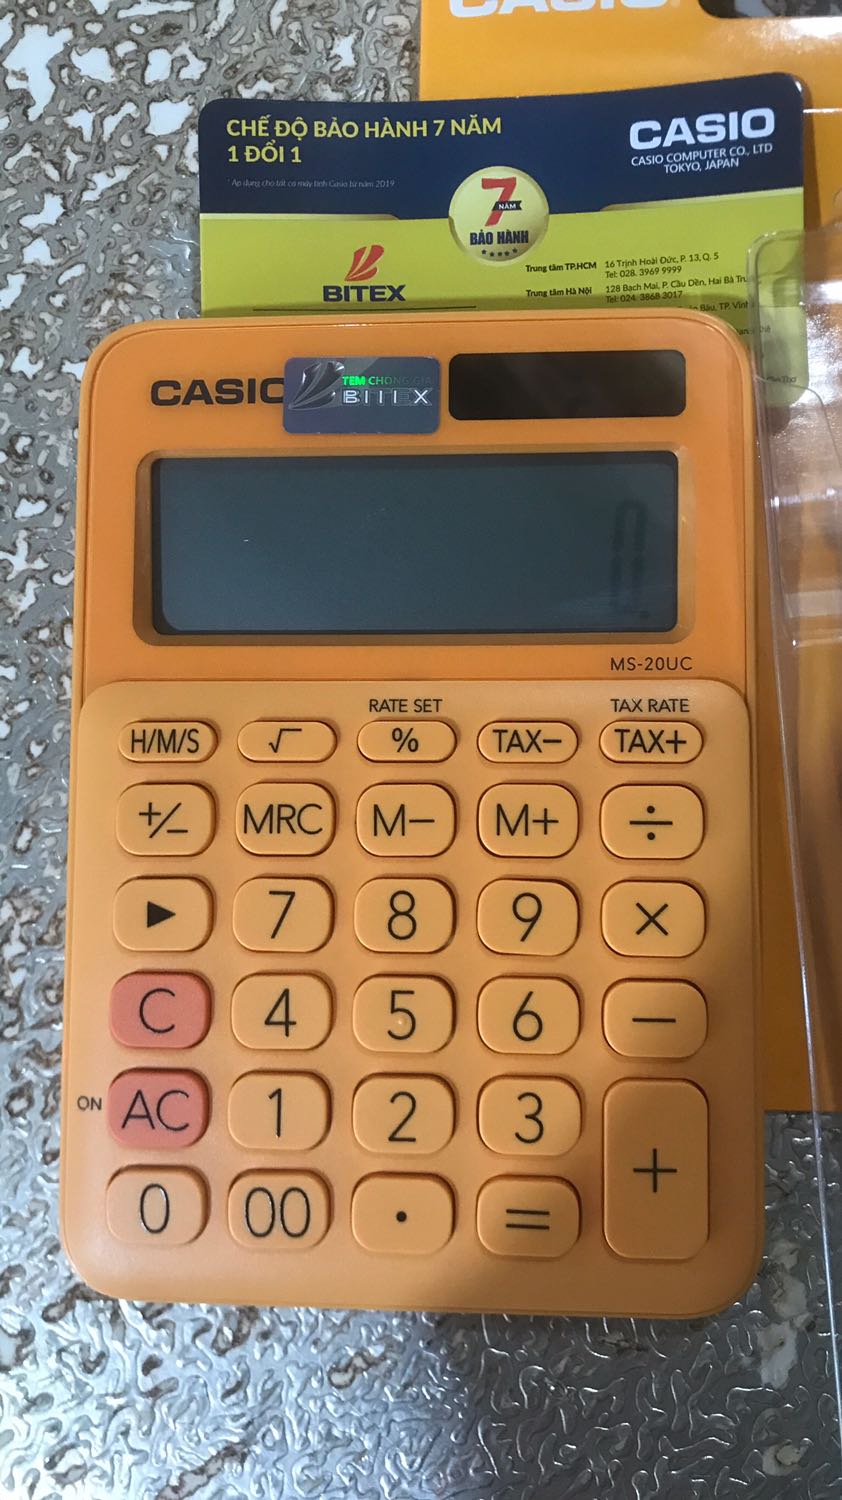 CASIO
CHẾ ĐỘ BẢO HÀNH 7 NĂM
1 ĐỔI 1
* Áp dụng cho tất cả máy tính Casio từ năm 2019
CASIO
CASIO COMPUTER CO., LTD
TOKYO, JAPAN
7
NĂM
BẢO HÀNH
BITEX
Trung tâm TP.HCM 16 Trịnh Hoài Đức, P. 13, Q. 5
Tel: 028. 3969 9999
Trung tâm Hà Nội 128 Bạch Mai, P. Cầu Dền, Hai Bà
Tel: 024. 3868 3017
TP. Vinh
CASIO
TEM CHỐNG GIẢ
BITEX
0.
MS-20UC
RATE SET TAX RATE
H/M/S √ % TAX− TAX+
+/− MRC M− M+ ÷
▶ 7 8 9 ×
C 4 5 6 −
ON AC 1 2 3 +
0 00 . =